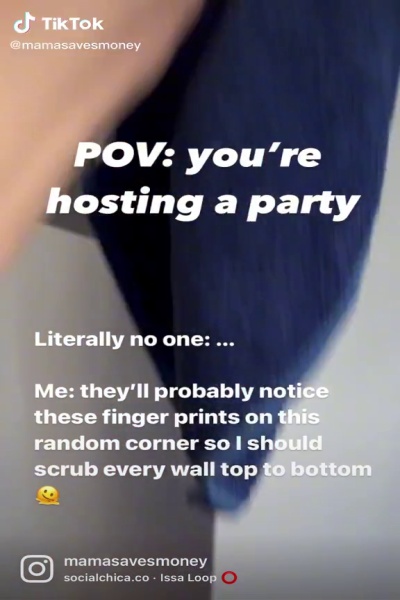 TikTok
@mamasavesmoney
POV: you're
hosting a party
Literally no one: ...
Me: they'll probably notice
these finger prints on this
random corner so I should
scrub every wall top to bottom
🫠
mamasavesmoney
socialchica.co · Issa Loop ⭕